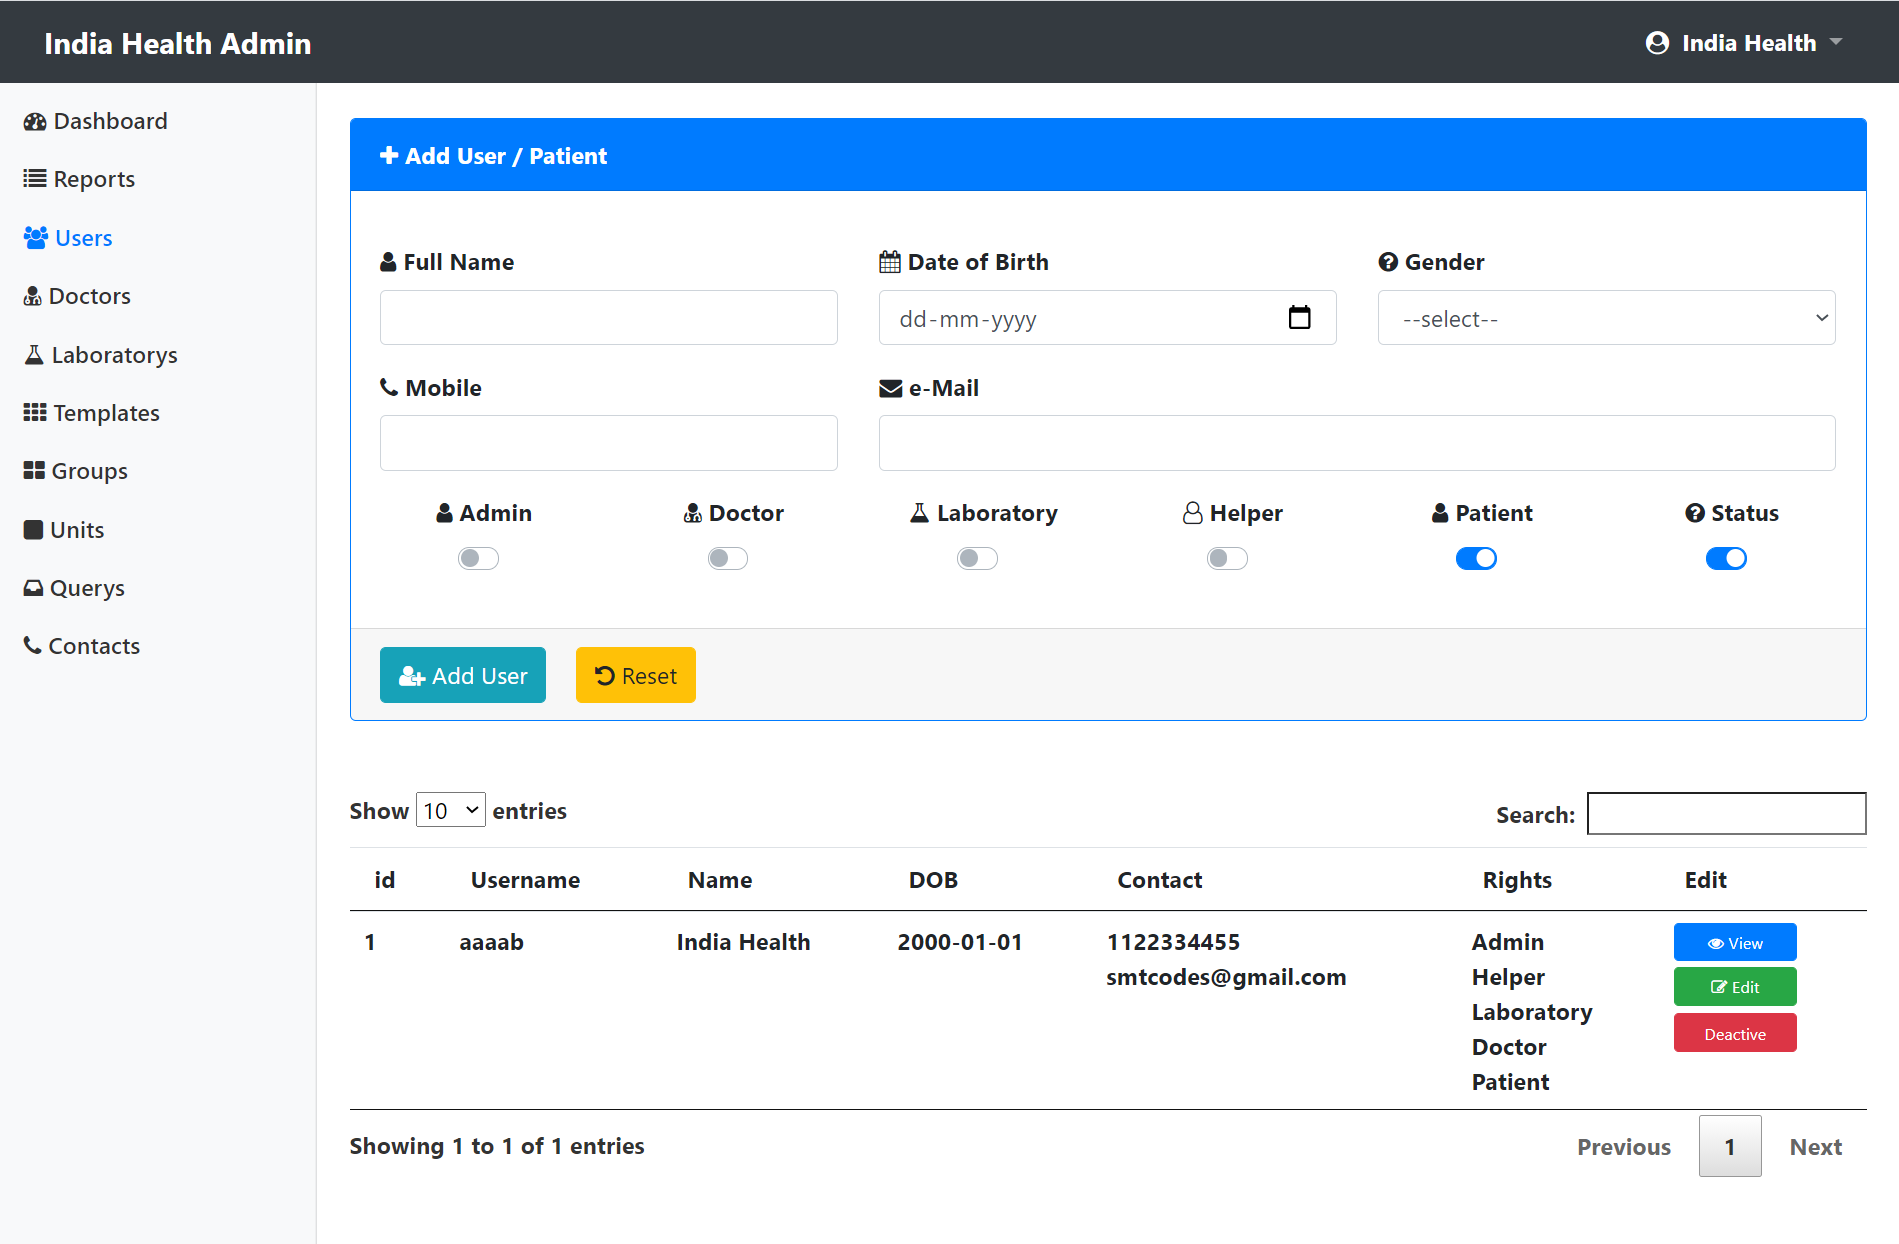 India Health Admin
India Health
Dashboard
Reports
Users
Doctors
Laboratorys
Templates
Groups
Units
Querys
Contacts
Add User / Patient
Full Name
Date of Birth
Gender
dd-mm-yyyy
--select--
Mobile
e-Mail
Admin
Doctor
Laboratory
Helper
Patient
Status
Add User
Reset
Show 10 entries
Search:
id Username Name DOB Contact Rights Edit
1 aaaab India Health 2000-01-01 1122334455 Admin View
smtcodes@gmail.com Helper Edit
Laboratory Deactive
Doctor
Patient
Showing 1 to 1 of 1 entries
Previous 1 Next